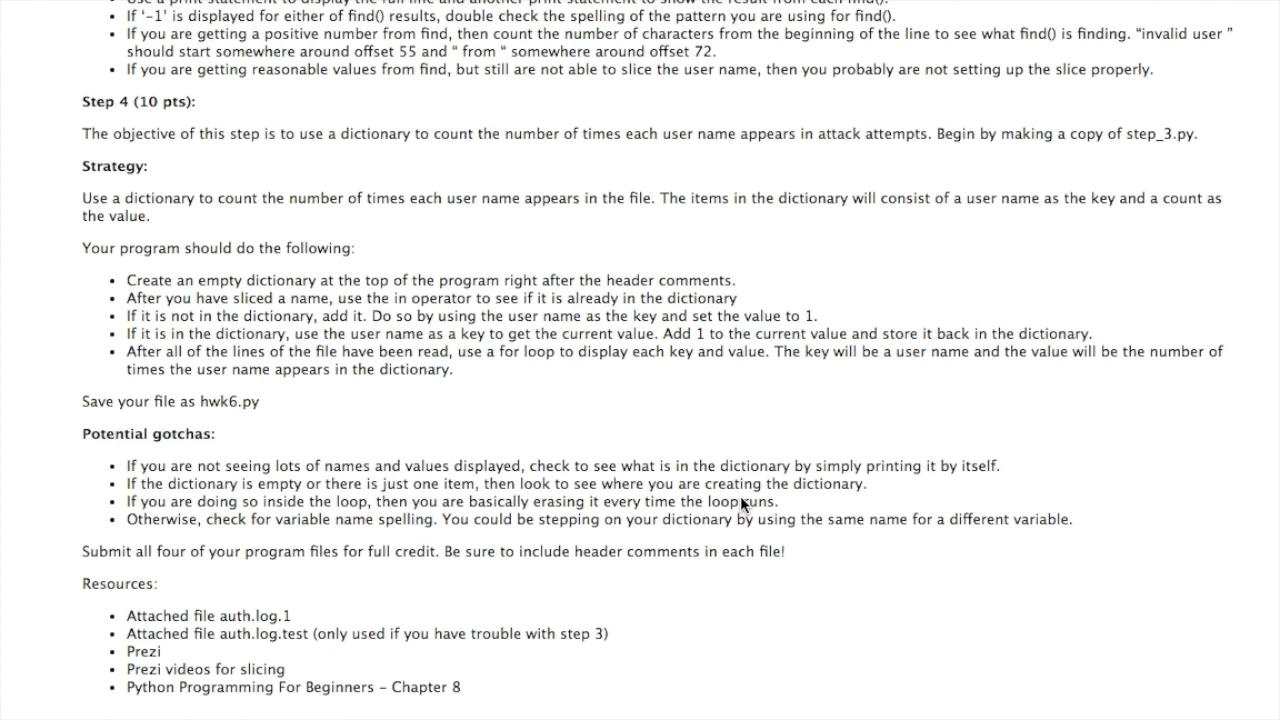 Use a print statement to display the full line and another print statement to show the result from each find().
• If ‘-1’ is displayed for either of find() results, double check the spelling of the pattern you are using for find().
• If you are getting a positive number from find, then count the number of characters from the beginning of the line to see what find() is finding. “invalid user ”
should start somewhere around offset 55 and “ from “ somewhere around offset 72.
• If you are getting reasonable values from find, but still are not able to slice the user name, then you probably are not setting up the slice properly.
Step 4 (10 pts):
The objective of this step is to use a dictionary to count the number of times each user name appears in attack attempts. Begin by making a copy of step_3.py.
Strategy:
Use a dictionary to count the number of times each user name appears in the file. The items in the dictionary will consist of a user name as the key and a count as
the value.
Your program should do the following:
• Create an empty dictionary at the top of the program right after the header comments.
• After you have sliced a name, use the in operator to see if it is already in the dictionary
• If it is not in the dictionary, add it. Do so by using the user name as the key and set the value to 1.
• If it is in the dictionary, use the user name as a key to get the current value. Add 1 to the current value and store it back in the dictionary.
• After all of the lines of the file have been read, use a for loop to display each key and value. The key will be a user name and the value will be the number of
times the user name appears in the dictionary.
Save your file as hwk6.py
Potential gotchas:
• If you are not seeing lots of names and values displayed, check to see what is in the dictionary by simply printing it by itself.
• If the dictionary is empty or there is just one item, then look to see where you are creating the dictionary.
• If you are doing so inside the loop, then you are basically erasing it every time the loop runs.
• Otherwise, check for variable name spelling. You could be stepping on your dictionary by using the same name for a different variable.
Submit all four of your program files for full credit. Be sure to include header comments in each file!
Resources:
• Attached file auth.log.1
• Attached file auth.log.test (only used if you have trouble with step 3)
• Prezi
• Prezi videos for slicing
• Python Programming For Beginners – Chapter 8